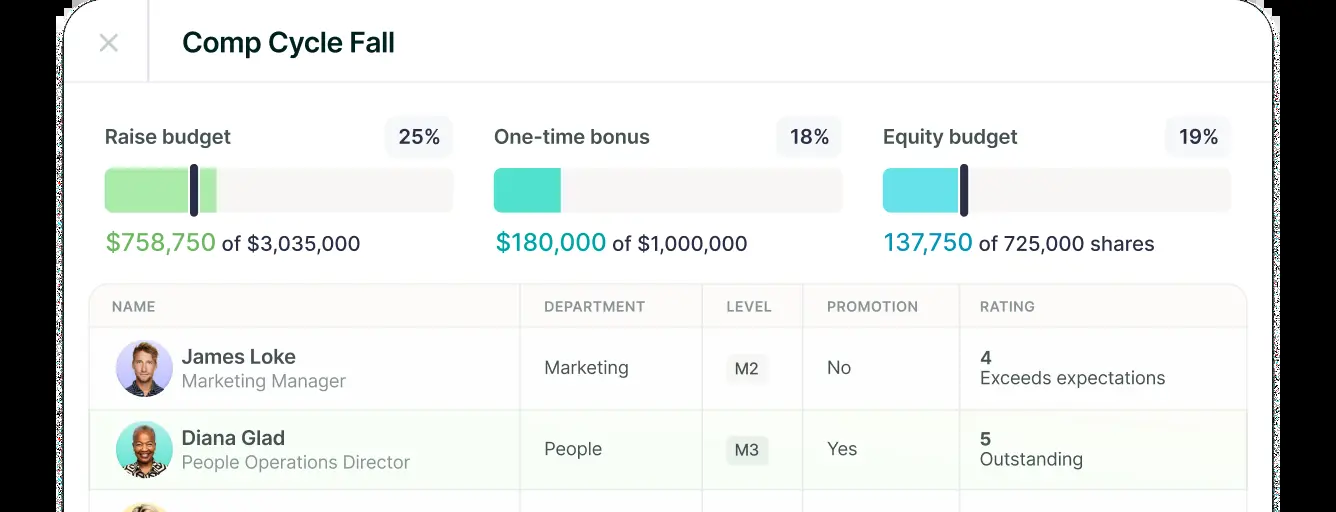 Comp Cycle Fall
Raise budget 25%
One-time bonus 18%
Equity budget 19%
$758,750 of $3,035,000
$180,000 of $1,000,000
137,750 of 725,000 shares
NAME DEPARTMENT LEVEL PROMOTION RATING
James Loke
Marketing Manager
Marketing
M2
No
4
Exceeds expectations
Diana Glad
People Operations Director
People
M3
Yes
5
Outstanding